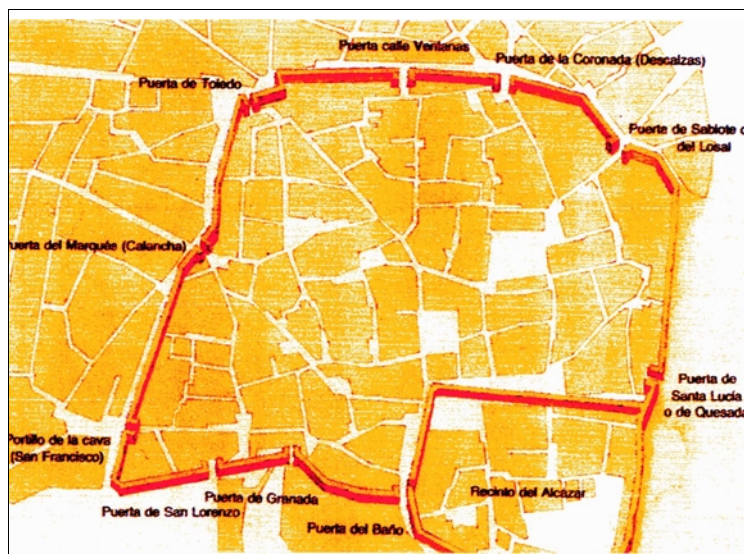 Puerta calle Ventanas
Puerta de la Coronada (Descalzas)
Puerta de Toledo
Puerta de Sabiote o
del Losal
Puerta del Marqués (Calancha)
Puerta de
Santa Lucía
o de Quesada
Portillo de la cava
(San Francisco)
Puerta de Granada
Recinto del Alcazar
Puerta de San Lorenzo
Puerta del Baño